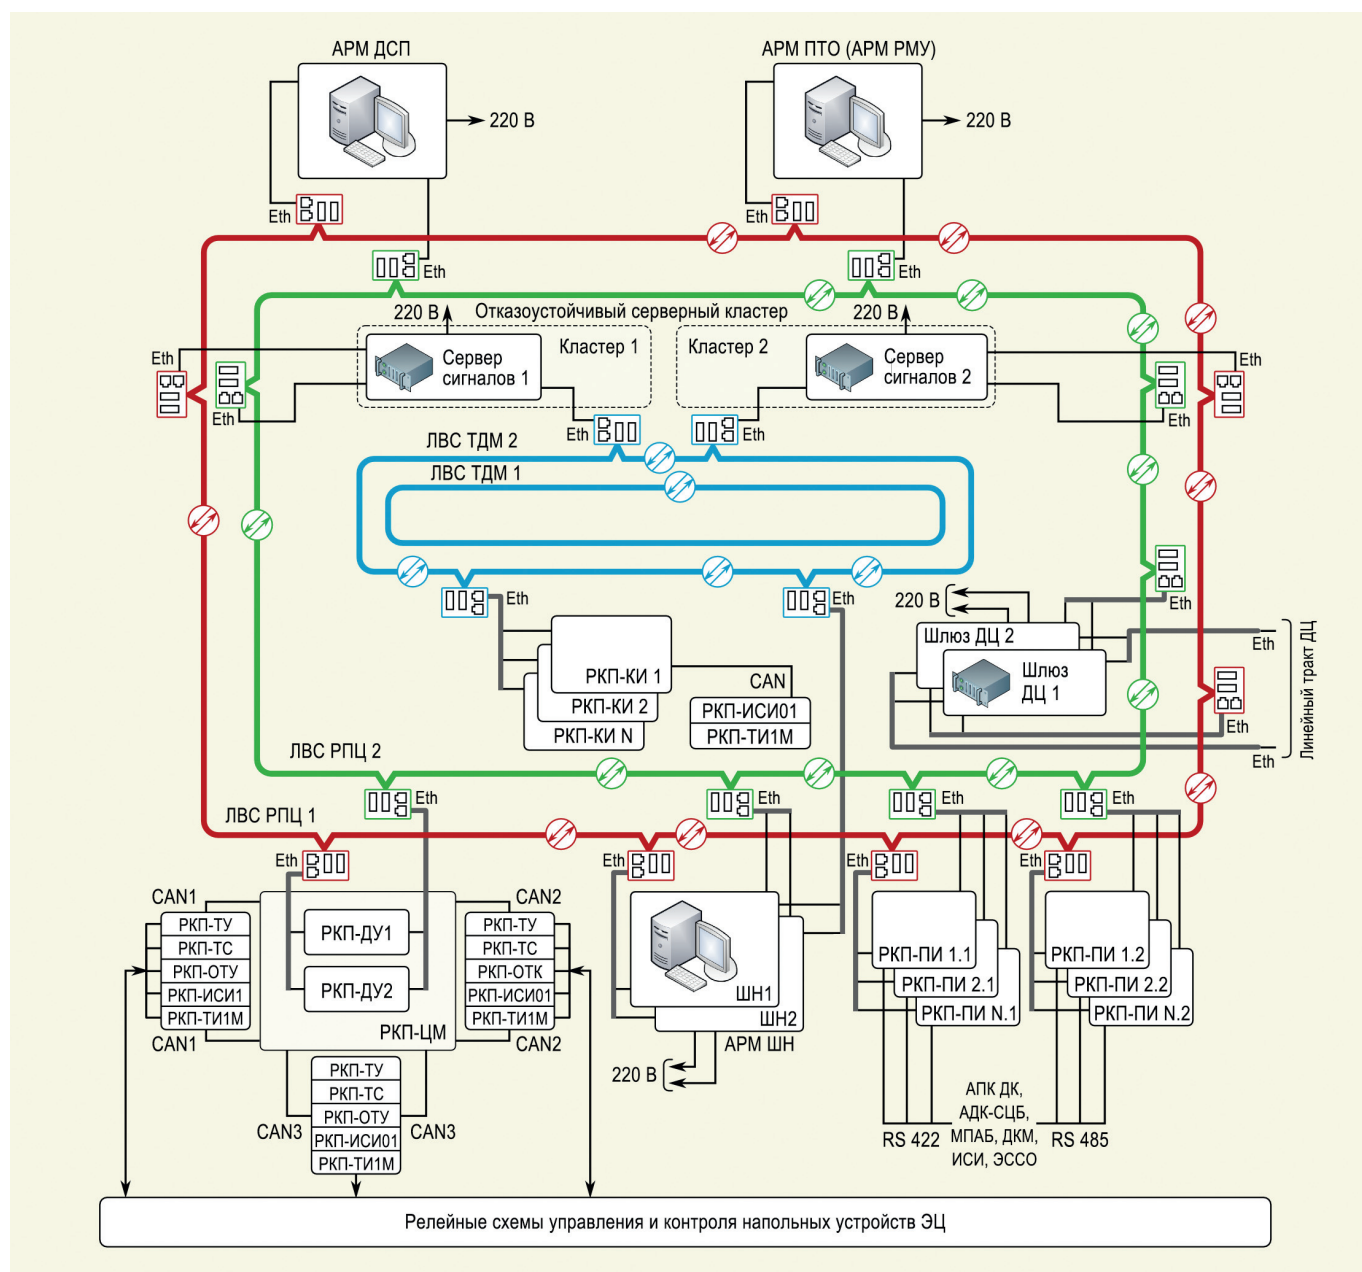 АРМ ДСП
АРМ ПТО (АРМ РМУ)
220 В
220 В
Eth
Eth
Eth
Eth
220 В
Отказоустойчивый серверный кластер
220 В
Eth
Сервер
сигналов 1
Кластер 1
Кластер 2
Сервер
сигналов 2
Eth
Eth
Eth
Eth
Eth
ЛВС ТДМ 2
ЛВС ТДМ 1
Eth
Eth
220 В
Eth
Шлюз ДЦ 2
Шлюз
ДЦ 1
Eth
Eth
Eth
Линейный тракт ДЦ
РКП-КИ 1
РКП-КИ 2
РКП-КИ N
CAN
РКП-ИСИ01
РКП-ТИ1М
ЛВС РПЦ 2
Eth
Eth
Eth
Eth
ЛВС РПЦ 1
Eth
Eth
Eth
Eth
CAN1
РКП-ТУ
РКП-ТС
РКП-ОТУ
РКП-ИСИ1
РКП-ТИ1М
CAN1
РКП-ДУ1
РКП-ДУ2
РКП-ЦМ
CAN2
РКП-ТУ
РКП-ТС
РКП-ОТК
РКП-ИСИ01
РКП-ТИ1М
CAN2
РКП-ТУ
РКП-ТС
РКП-ОТУ
РКП-ИСИ01
РКП-ТИ1М
CAN3
CAN3
ШН1
ШН2
АРМ ШН
220 В
РКП-ПИ 1.1
РКП-ПИ 2.1
РКП-ПИ N.1
РКП-ПИ 1.2
РКП-ПИ 2.2
РКП-ПИ N.2
RS 422
АПК ДК,
АДК-СЦБ,
МПАБ, ДКМ,
ИСИ, ЭССО
RS 485
Релейные схемы управления и контроля напольных устройств ЭЦ